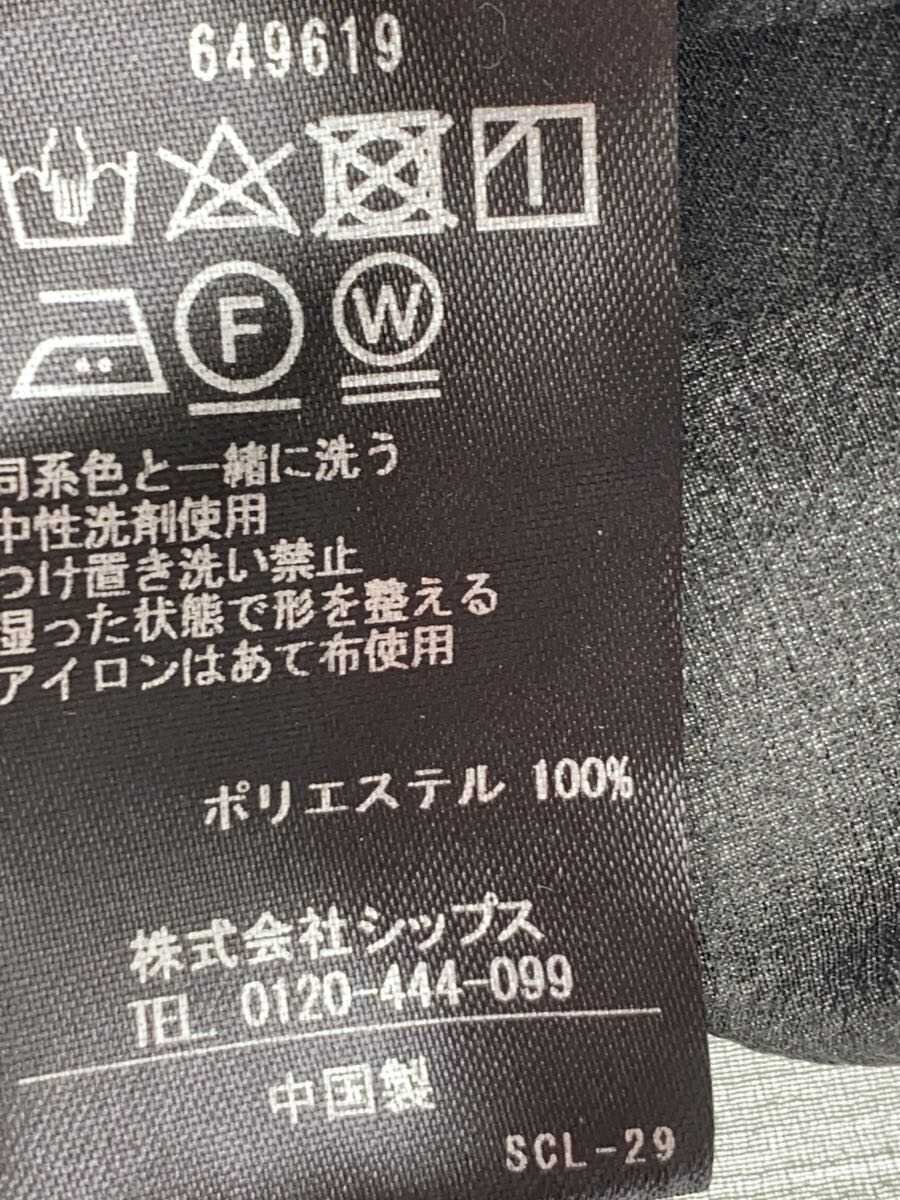 649619
F W
同系色と一緒に洗う
中性洗剤使用
つけ置き洗い禁止
湿った状態で形を整える
アイロンはあて布使用
ポリエステル 100%
株式会社シップス
TEL. 0120-444-099
中国製
SCL-29